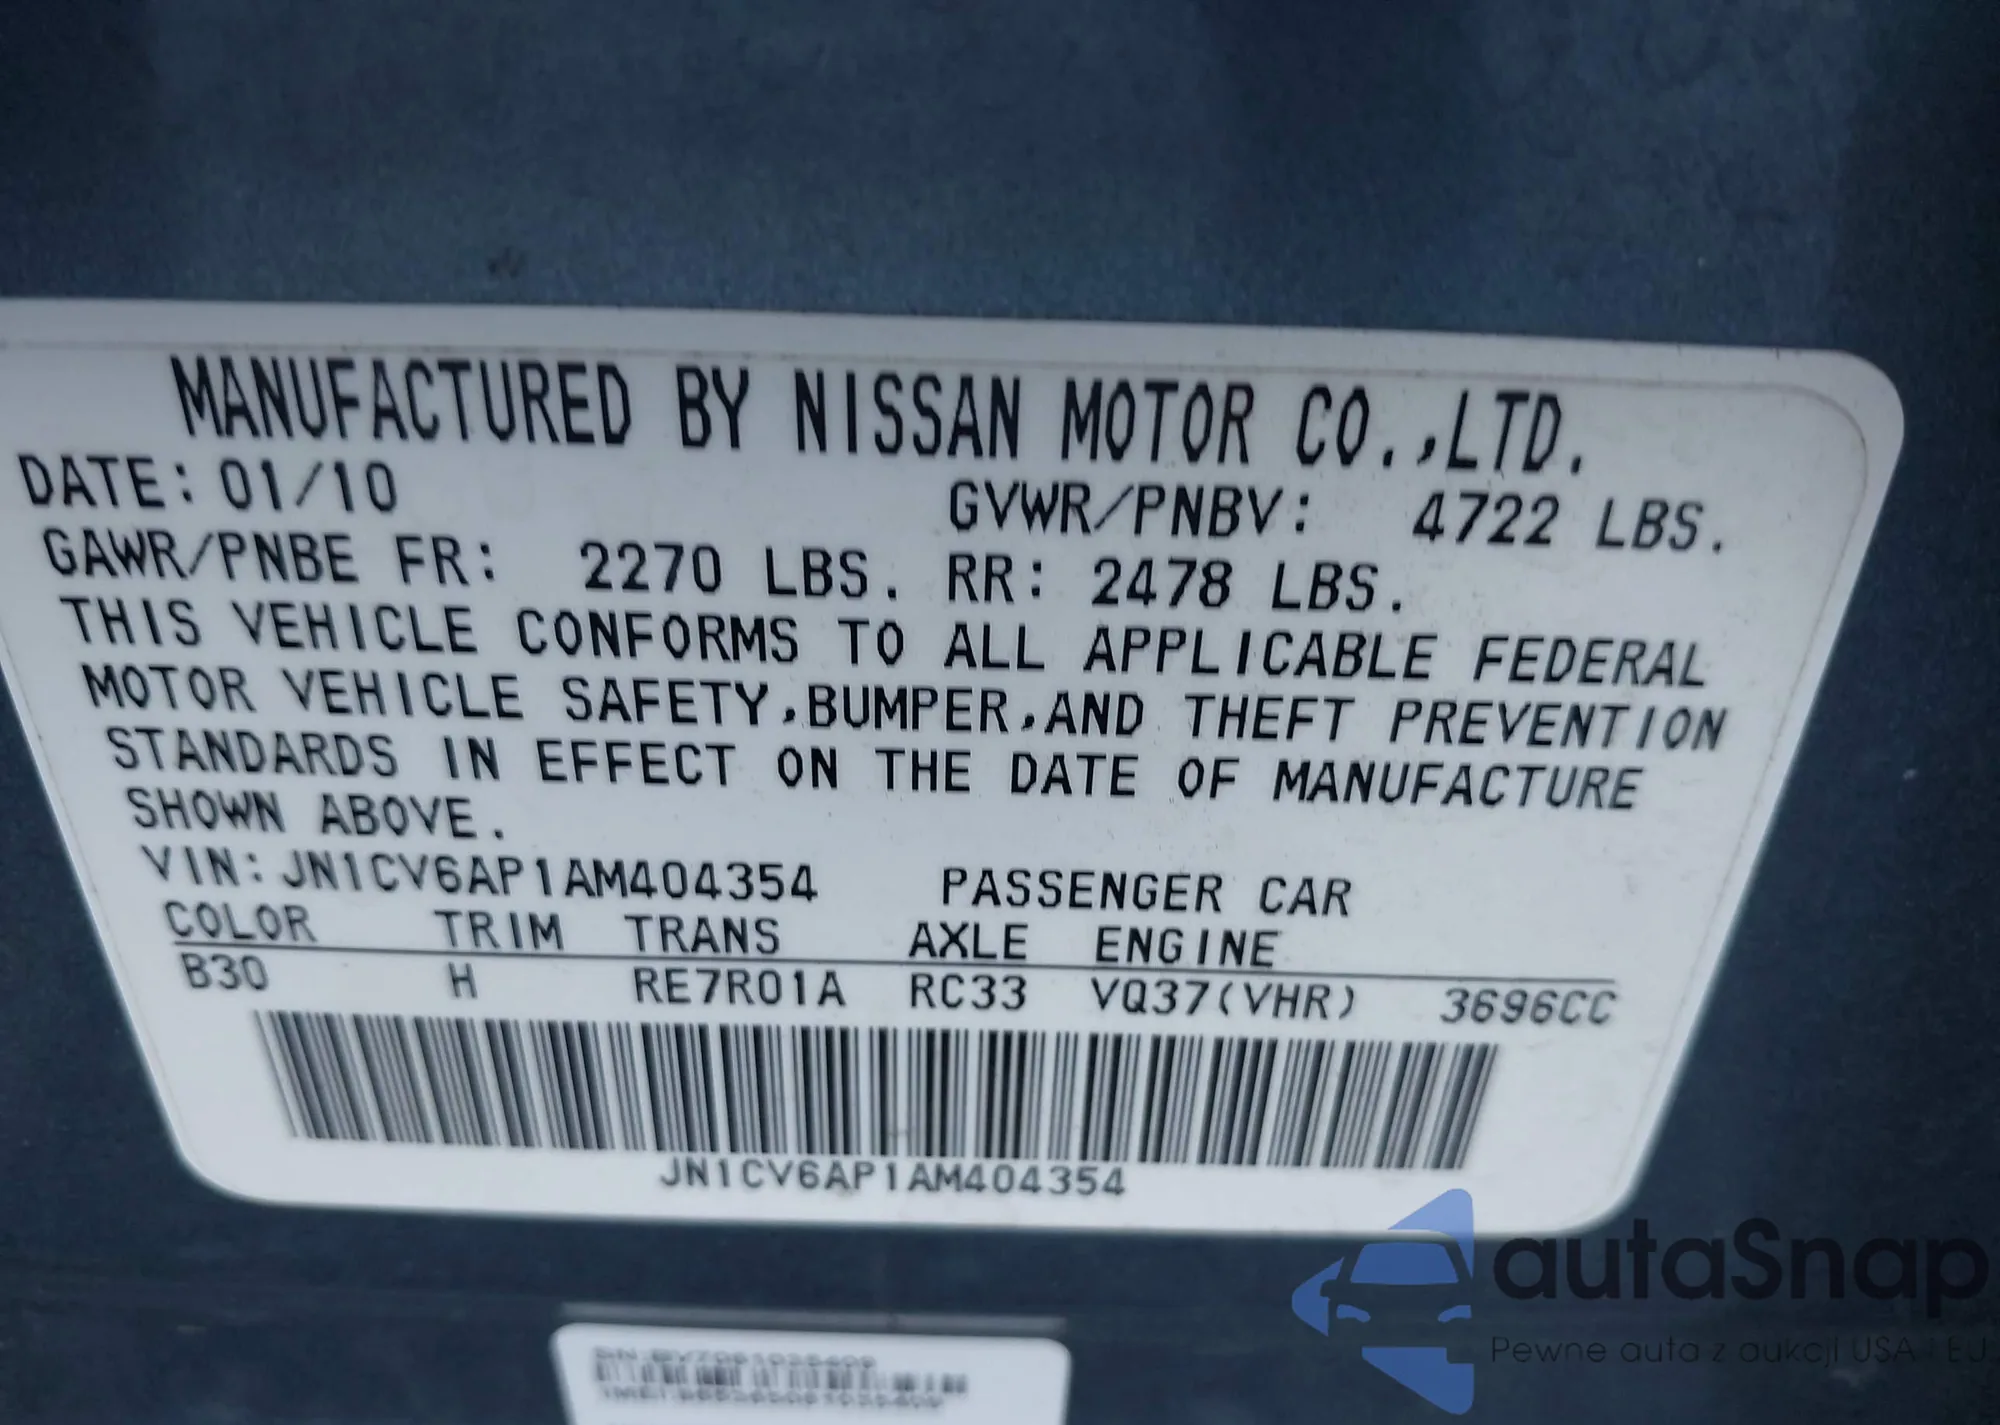 MANUFACTURED BY NISSAN MOTOR CO.,LTD.
DATE: 01/10 GVWR/PNBV: 4722 LBS.
GAWR/PNBE FR: 2270 LBS. RR: 2478 LBS.
THIS VEHICLE CONFORMS TO ALL APPLICABLE FEDERAL
MOTOR VEHICLE SAFETY,BUMPER,AND THEFT PREVENTION
STANDARDS IN EFFECT ON THE DATE OF MANUFACTURE
SHOWN ABOVE.
VIN: JN1CV6AP1AM404354 PASSENGER CAR
COLOR TRIM TRANS AXLE ENGINE
B30 H RE7R01A RC33 VQ37(VHR) 3696CC
JN1CV6AP1AM404354
autaSnap
Pewne auta z aukcji USA i EU